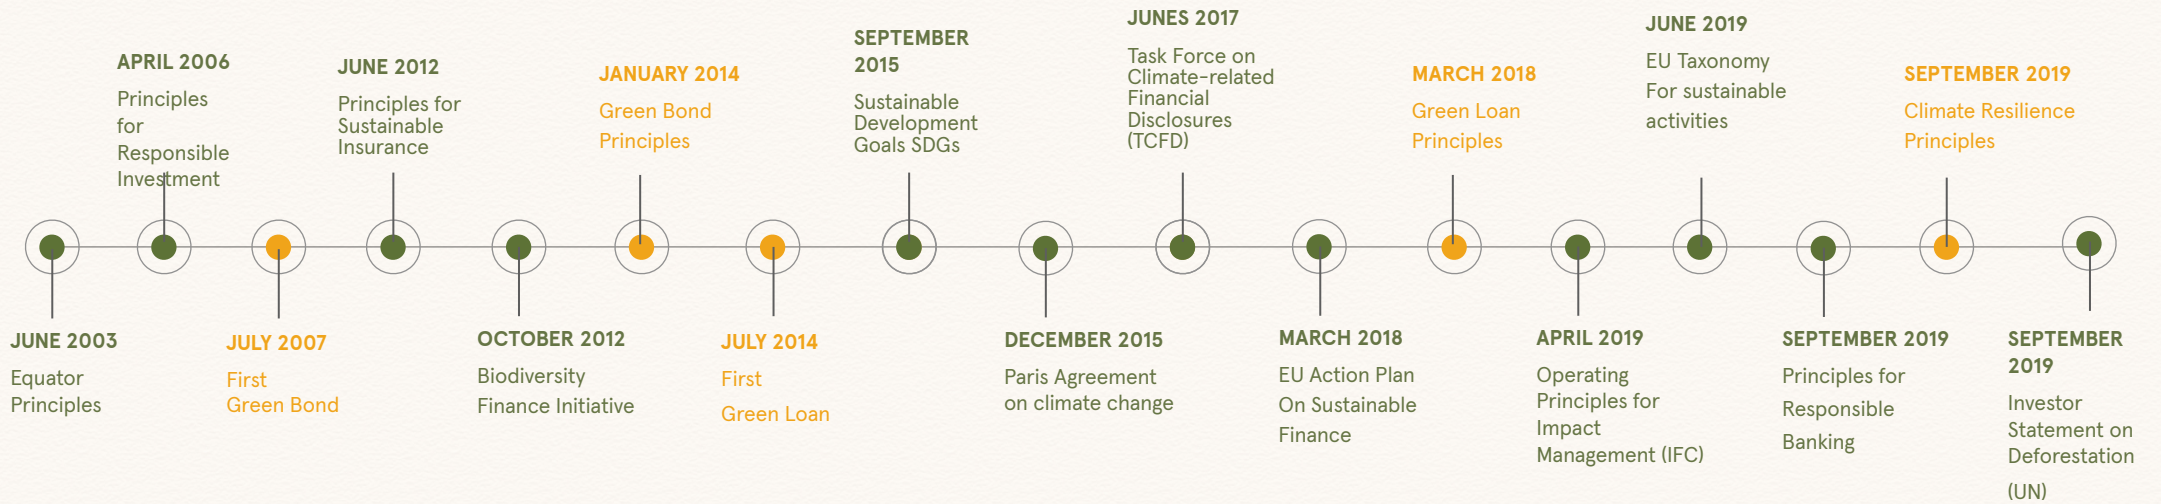 JUNE 2003
Equator
Principles
APRIL 2006
Principles
for
Responsible
Investment
JULY 2007
First
Green Bond
JUNE 2012
Principles for
Sustainable
Insurance
OCTOBER 2012
Biodiversity
Finance Initiative
JANUARY 2014
Green Bond
Principles
JULY 2014
First
Green Loan
SEPTEMBER
2015
Sustainable
Development
Goals SDGs
DECEMBER 2015
Paris Agreement
on climate change
JUNES 2017
Task Force on
Climate-related
Financial
Disclosures
(TCFD)
MARCH 2018
EU Action Plan
On Sustainable
Finance
MARCH 2018
Green Loan
Principles
APRIL 2019
Operating
Principles for
Impact
Management (IFC)
JUNE 2019
EU Taxonomy
For sustainable
activities
SEPTEMBER 2019
Principles for
Responsible
Banking
SEPTEMBER 2019
Climate Resilience
Principles
SEPTEMBER
2019
Investor
Statement on
Deforestation
(UN)